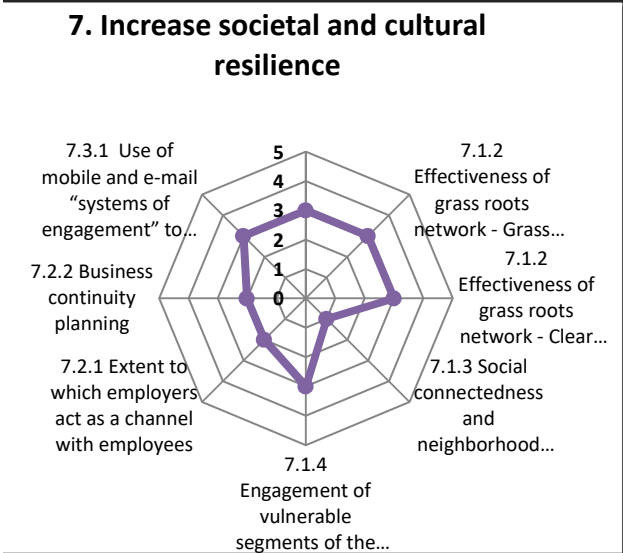 7. Increase societal and cultural
resilience
5
4
3
2
1
0
7.1.2
Effectiveness of
grass roots
network - Grass...
7.1.2
Effectiveness of
grass roots
network - Clear...
7.1.3 Social
connectedness
and
neighborhood...
7.1.4
Engagement of
vulnerable
segments of the...
7.2.1 Extent to
which employers
act as a channel
with employees
7.2.2 Business
continuity
planning
7.3.1  Use of
mobile and e-mail
“systems of
engagement” to...